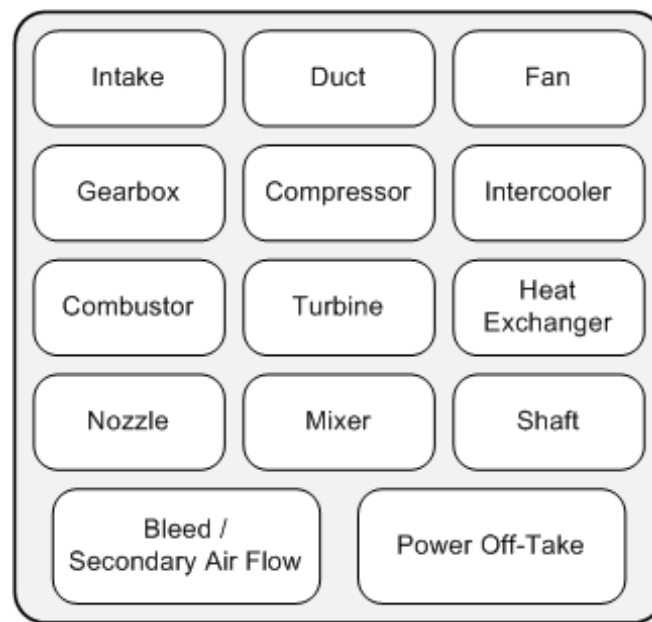 Intake
Duct
Fan
Gearbox
Compressor
Intercooler
Combustor
Turbine
Heat
Exchanger
Nozzle
Mixer
Shaft
Bleed /
Secondary Air Flow
Power Off-Take